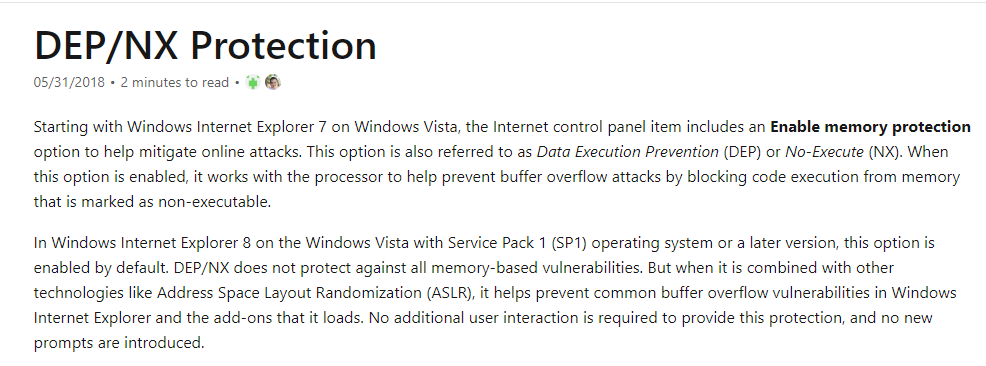 DEP/NX Protection
05/31/2018 • 2 minutes to read •
Starting with Windows Internet Explorer 7 on Windows Vista, the Internet control panel item includes an Enable memory protection
option to help mitigate online attacks. This option is also referred to as Data Execution Prevention (DEP) or No-Execute (NX). When
this option is enabled, it works with the processor to help prevent buffer overflow attacks by blocking code execution from memory
that is marked as non-executable.
In Windows Internet Explorer 8 on the Windows Vista with Service Pack 1 (SP1) operating system or a later version, this option is
enabled by default. DEP/NX does not protect against all memory-based vulnerabilities. But when it is combined with other
technologies like Address Space Layout Randomization (ASLR), it helps prevent common buffer overflow vulnerabilities in Windows
Internet Explorer and the add-ons that it loads. No additional user interaction is required to provide this protection, and no new
prompts are introduced.